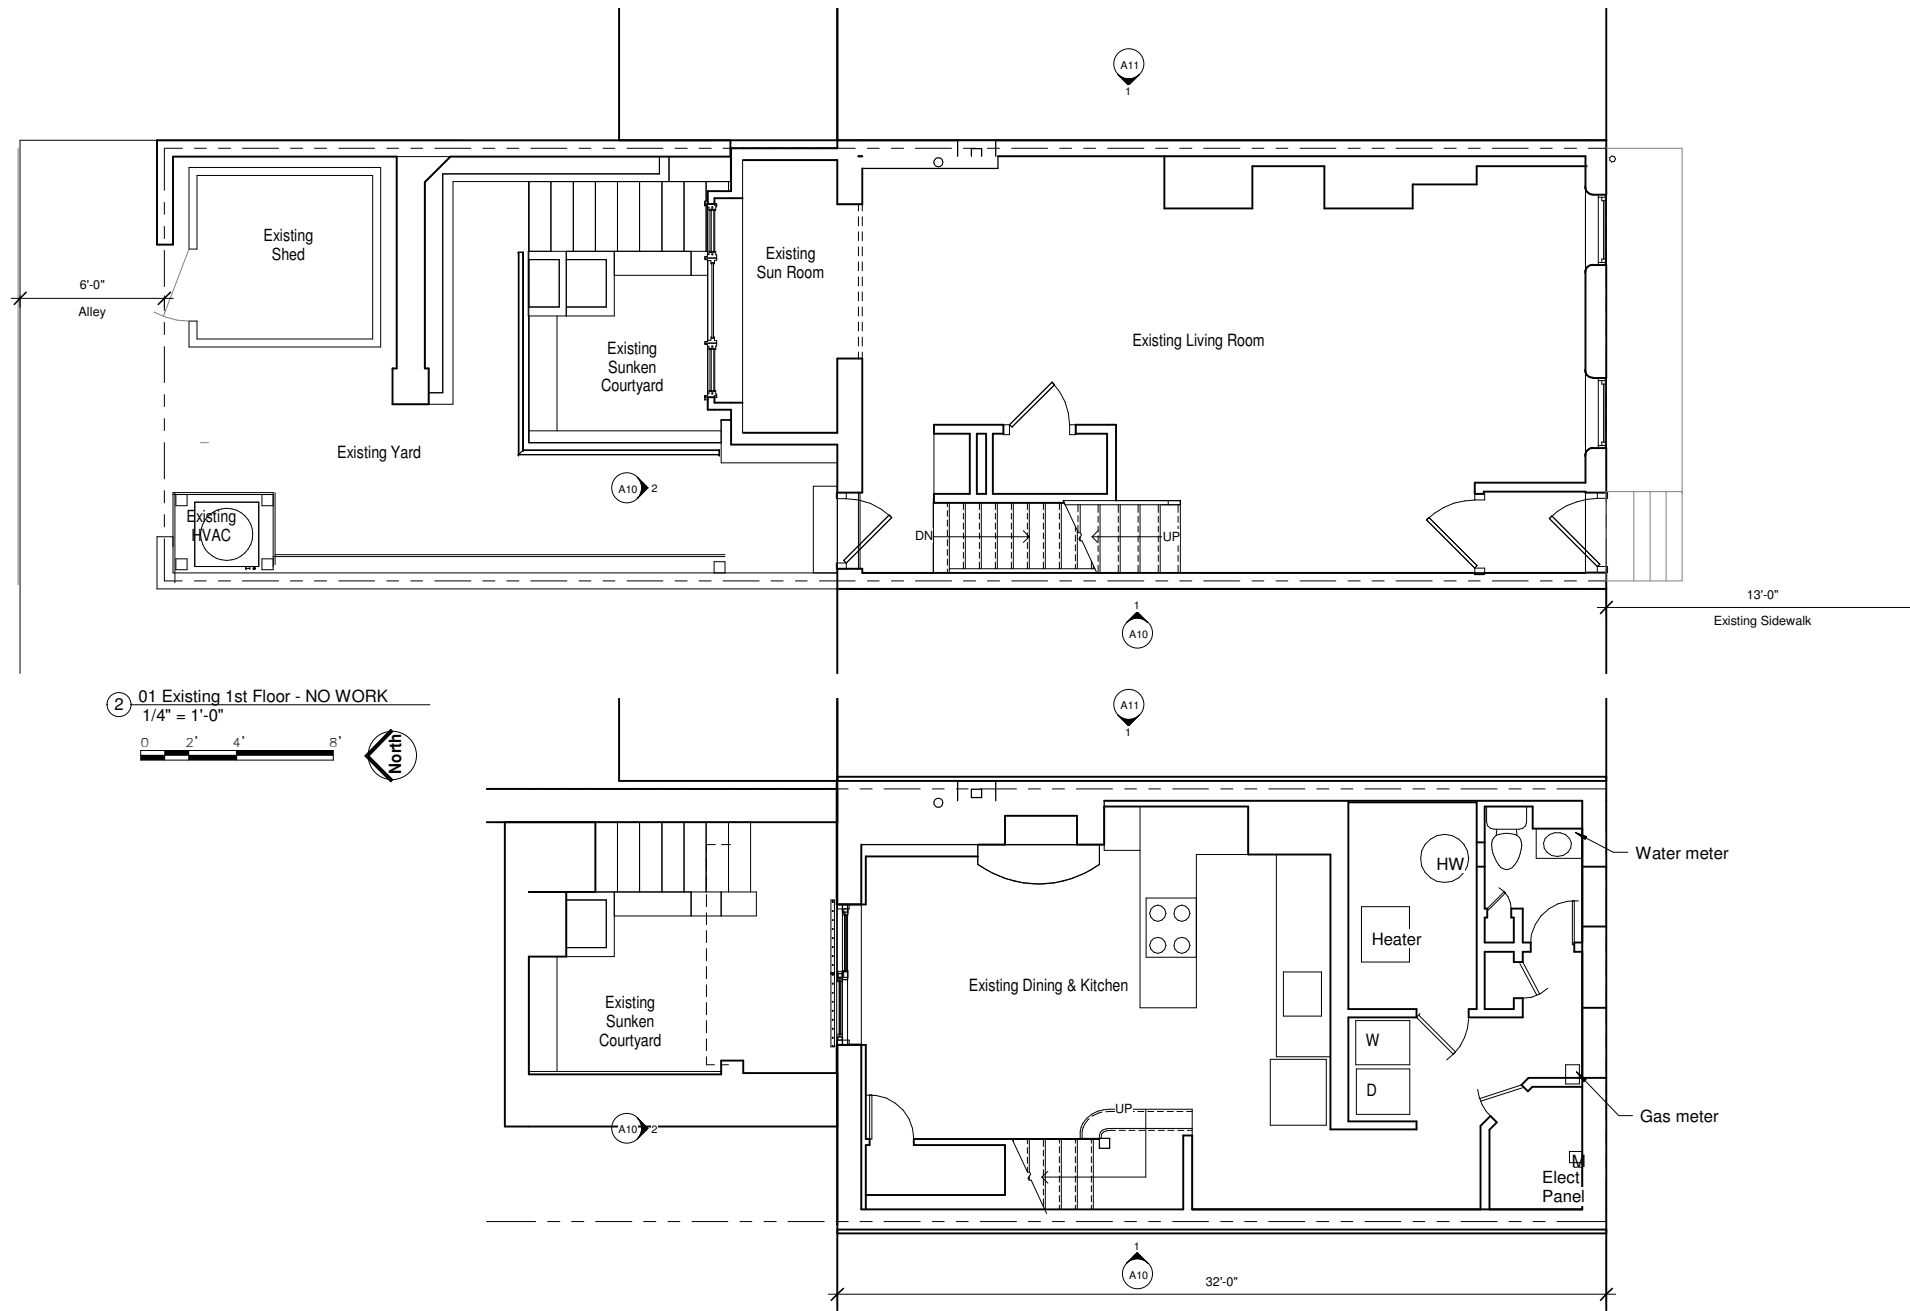 A11
1
Existing
Shed
Existing
Sun Room
6'-0"
Alley
Existing
Sunken
Courtyard
Existing Living Room
Existing Yard
A10
2
Existing
HVAC
DN
UP
13'-0"
Existing Sidewalk
1
A10
2
01 Existing 1st Floor - NO WORK
1/4" = 1'-0"
0 2' 4' 8'
North
A11
1
Water meter
HW
Heater
Existing Dining & Kitchen
Existing
Sunken
Courtyard
W
D
UP
Gas meter
A10
2
M
Elect
Panel
1
A10
32'-0"